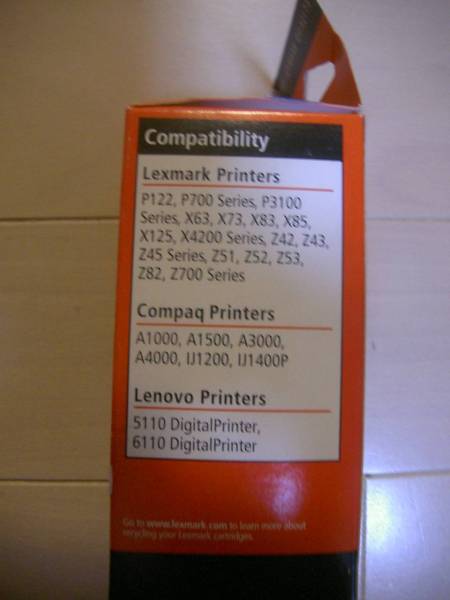 Compatibility
Lexmark Printers
P122, P700 Series, P3100
Series, X63, X73, X83, X85,
X125, X4200 Series, Z42, Z43,
Z45 Series, Z51, Z52, Z53,
Z82, Z700 Series
Compaq Printers
A1000, A1500, A3000,
A4000, IJ1200, IJ1400P
Lenovo Printers
5110 DigitalPrinter,
6110 DigitalPrinter
Go to www.lexmark.com to learn more about
recycling your Lexmark cartridges.